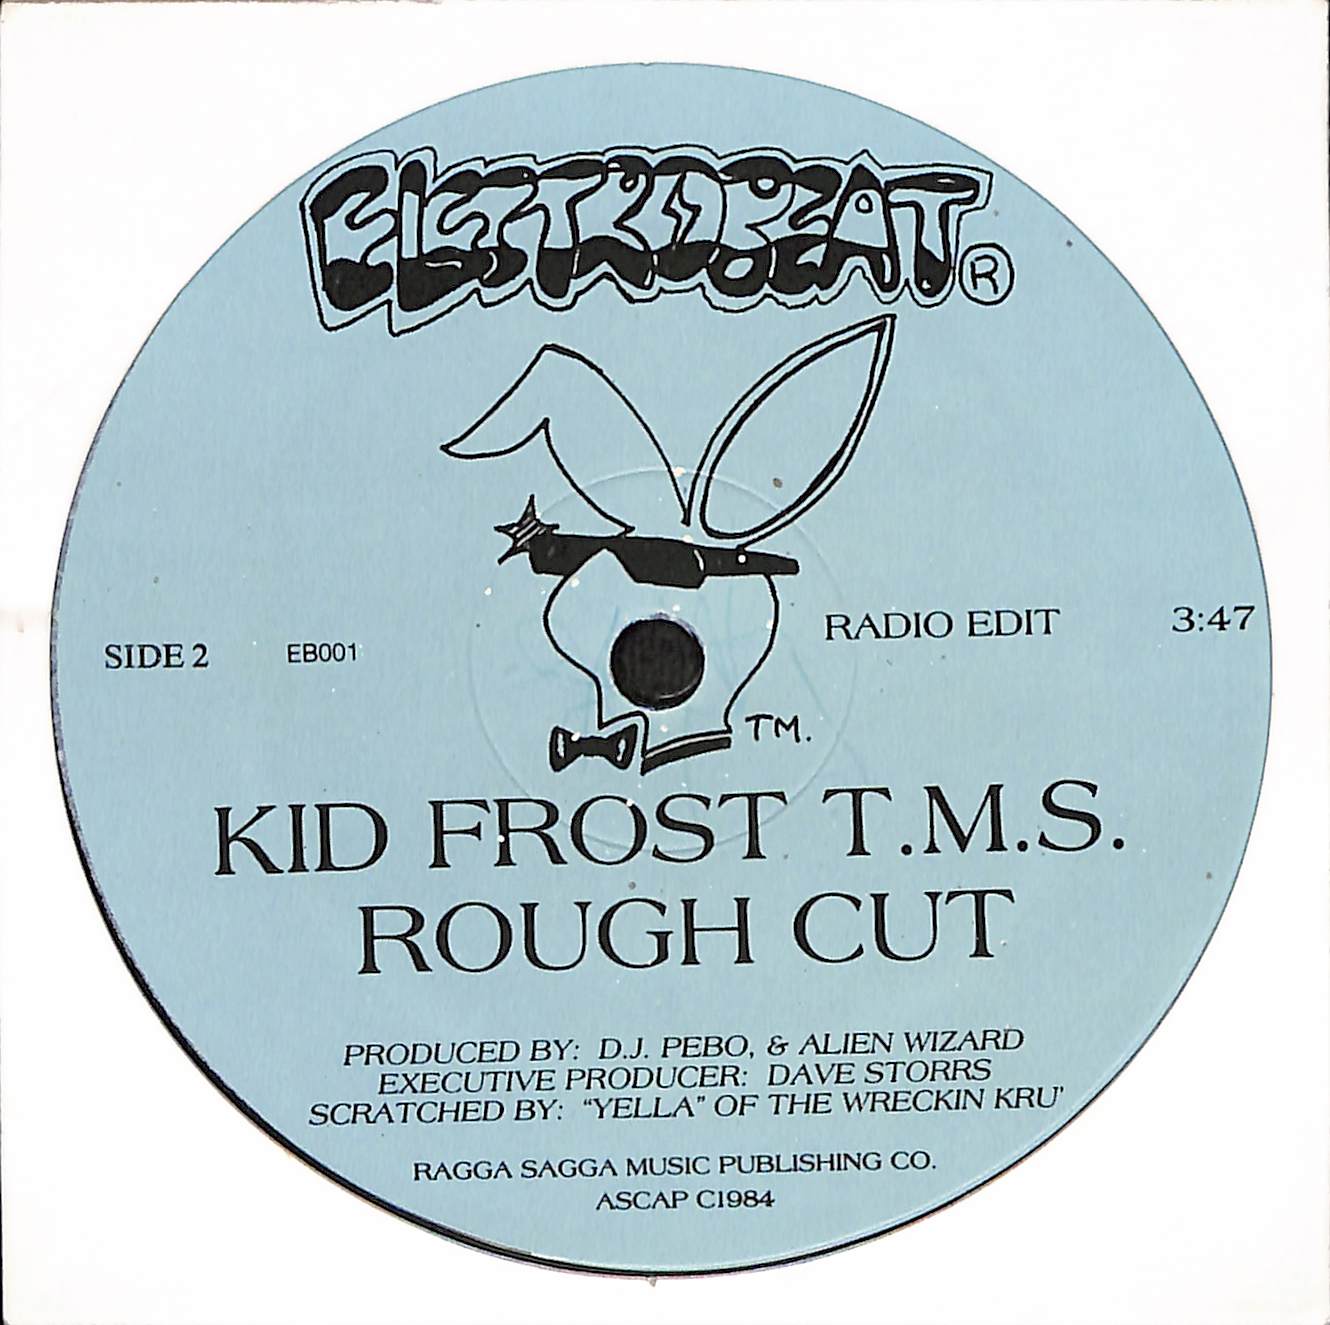 ELECTROBEAT ®
RADIO EDIT 3:47
SIDE 2 EB001
TM.
KID FROST T.M.S.
ROUGH CUT
PRODUCED BY: D.J. PEBO, & ALIEN WIZARD
EXECUTIVE PRODUCER: DAVE STORRS
SCRATCHED BY: "YELLA" OF THE WRECKIN KRU'
RAGGA SAGGA MUSIC PUBLISHING CO.
ASCAP C1984